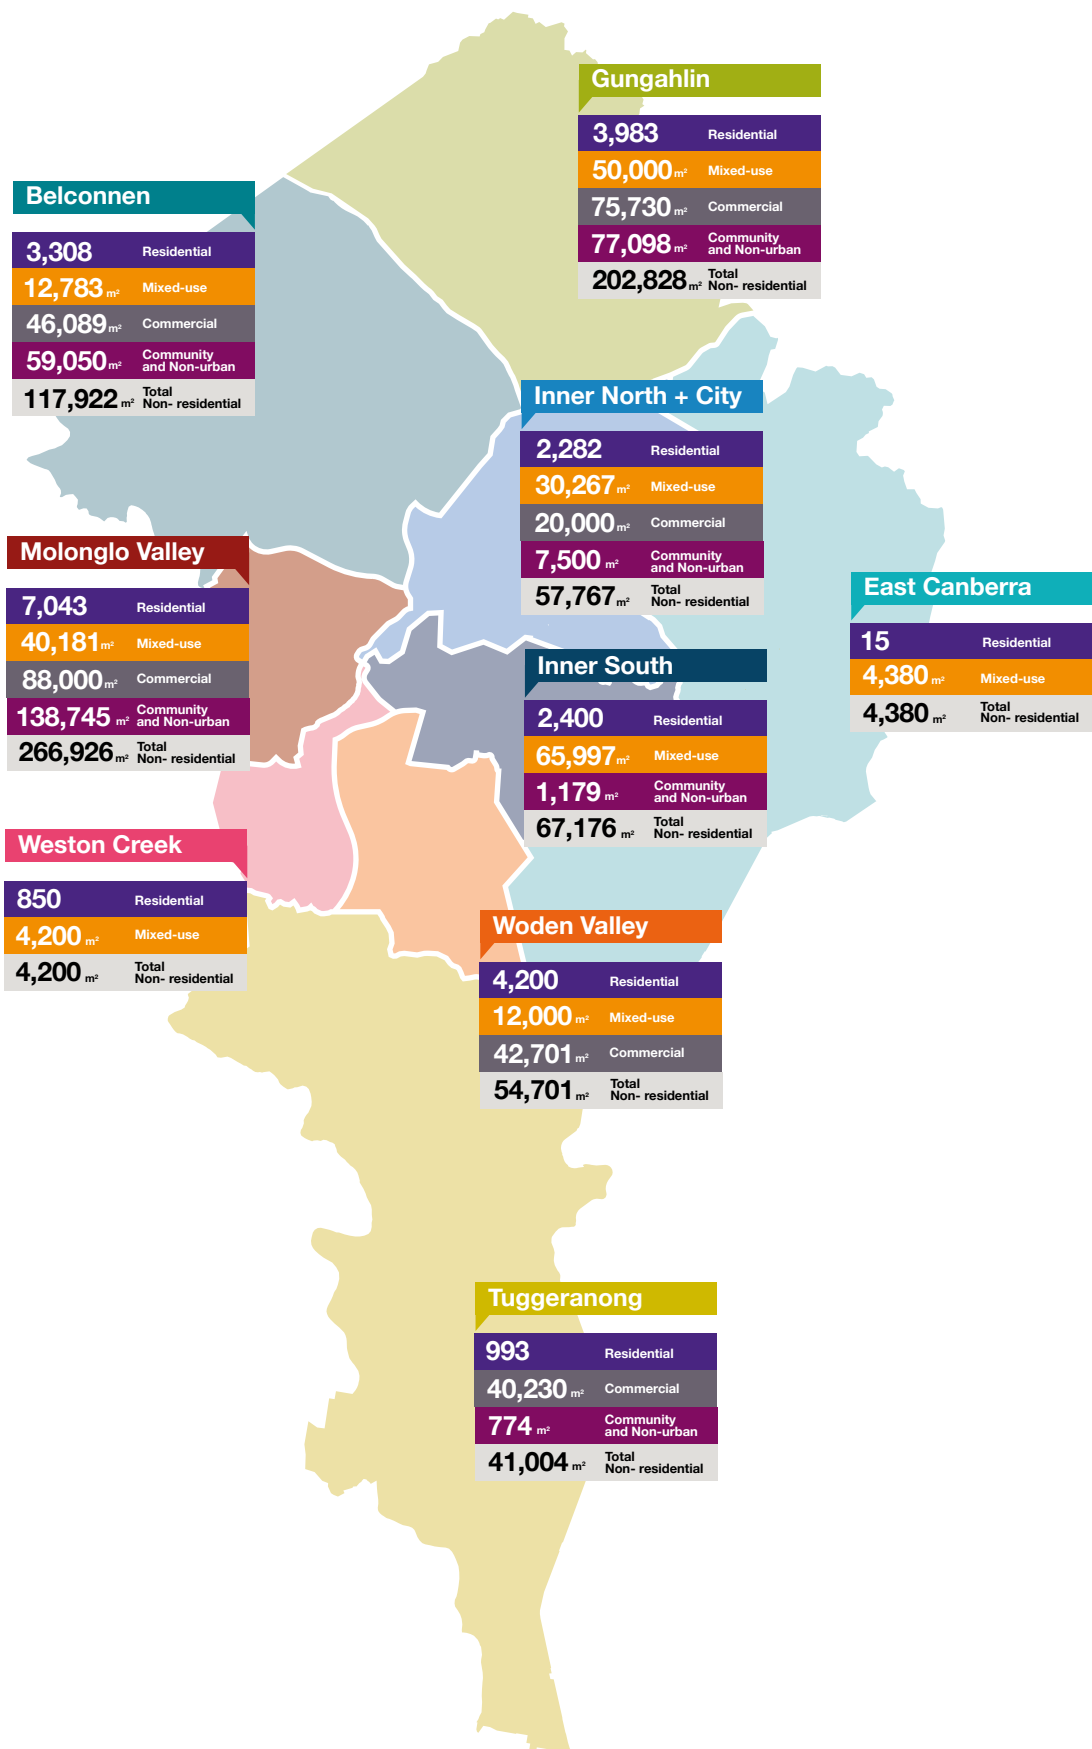 Gungahlin
3,983 Residential
50,000 m² Mixed-use
75,730 m² Commercial
77,098 m² Community
and Non-urban
202,828 m² Total
Non- residential
Belconnen
3,308 Residential
12,783 m² Mixed-use
46,089 m² Commercial
59,050 m² Community
and Non-urban
117,922 m² Total
Non- residential
Inner North + City
2,282 Residential
30,267 m² Mixed-use
20,000 m² Commercial
7,500 m² Community
and Non-urban
57,767 m² Total
Non- residential
Molonglo Valley
7,043 Residential
40,181 m² Mixed-use
88,000 m² Commercial
138,745 m² Community
and Non-urban
266,926 m² Total
Non- residential
East Canberra
15 Residential
4,380 m² Mixed-use
4,380 m² Total
Non- residential
Inner South
2,400 Residential
65,997 m² Mixed-use
1,179 m² Community
and Non-urban
67,176 m² Total
Non- residential
Weston Creek
850 Residential
4,200 m² Mixed-use
4,200 m² Total
Non- residential
Woden Valley
4,200 Residential
12,000 m² Mixed-use
42,701 m² Commercial
54,701 m² Total
Non- residential
Tuggeranong
993 Residential
40,230 m² Commercial
774 m² Community
and Non-urban
41,004 m² Total
Non- residential